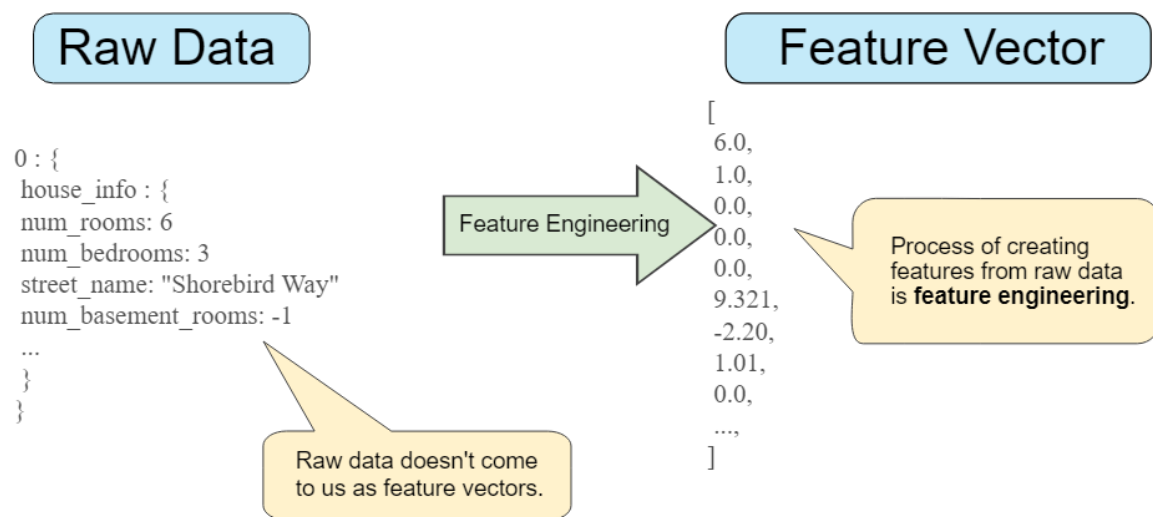 Raw Data
0 : {
house_info : {
num_rooms: 6
num_bedrooms: 3
street_name: "Shorebird Way"
num_basement_rooms: -1
...
}
}
Raw data doesn't come
to us as feature vectors.
Feature Engineering
Feature Vector
[
6.0,
1.0,
0.0,
0.0,
0.0,
9.321,
-2.20,
1.01,
0.0,
...,
]
Process of creating
features from raw data
is feature engineering.